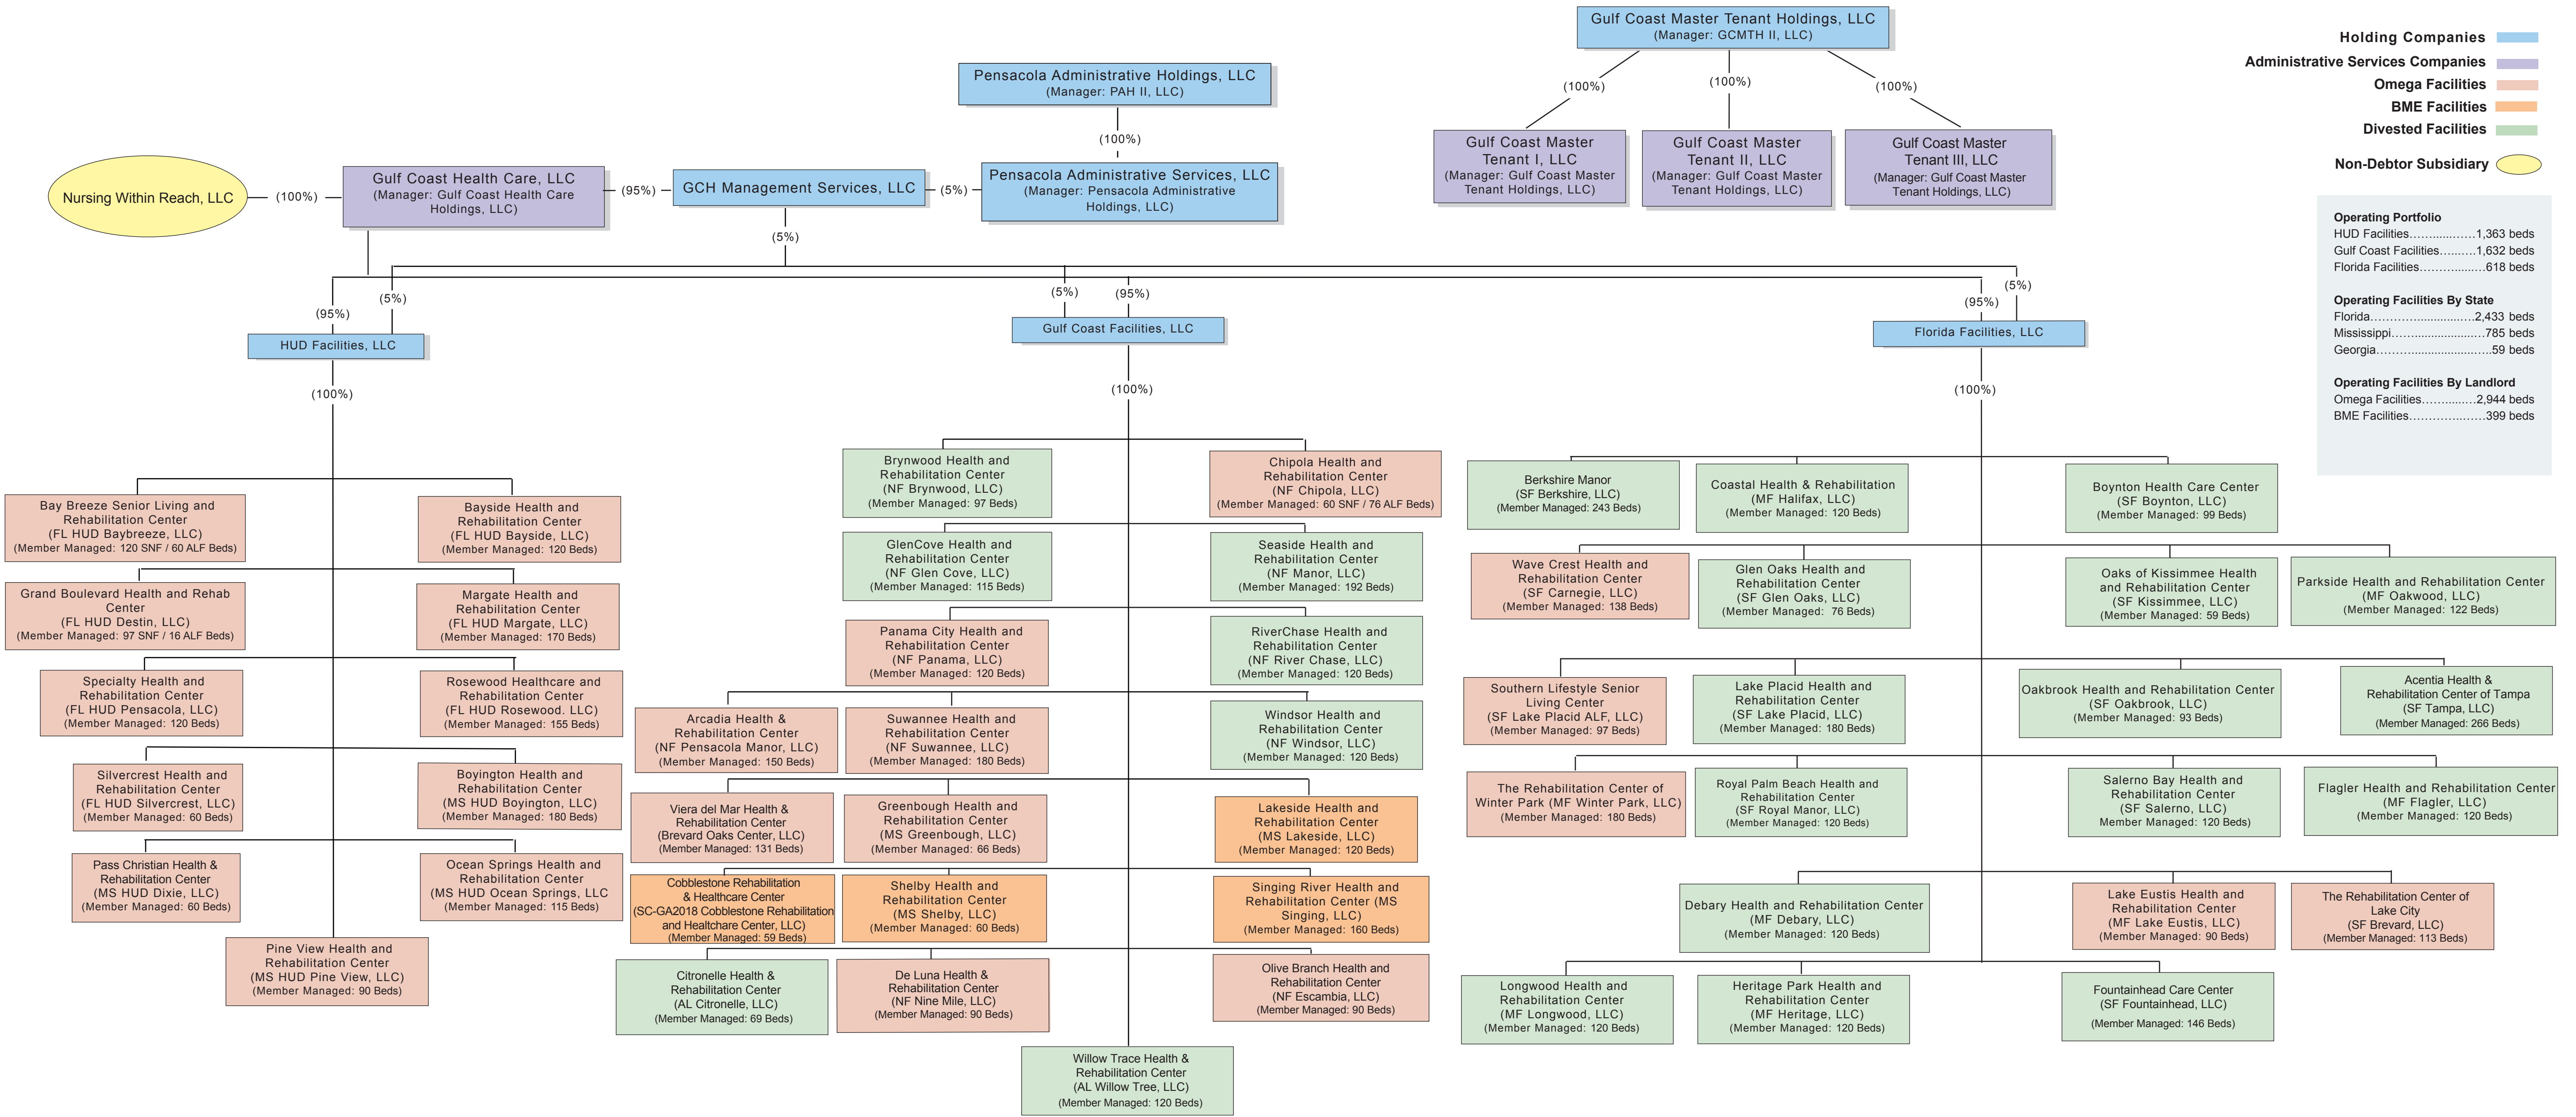 Gulf Coast Master Tenant Holdings, LLC
(Manager: GCMTH II, LLC)
Holding Companies
Administrative Services Companies
Omega Facilities
BME Facilities
Divested Facilities
Non-Debtor Subsidiary
Pensacola Administrative Holdings, LLC
(Manager: PAH II, LLC)
(100%)
(100%)
(100%)
(100%)
Gulf Coast Master
Tenant I, LLC
(Manager: Gulf Coast Master
Tenant Holdings, LLC)
Gulf Coast Master
Tenant II, LLC
(Manager: Gulf Coast Master
Tenant Holdings, LLC)
Gulf Coast Master
Tenant III, LLC
(Manager: Gulf Coast Master
Tenant Holdings, LLC)
Nursing Within Reach, LLC
(100%)
Gulf Coast Health Care, LLC
(Manager: Gulf Coast Health Care
Holdings, LLC)
(95%)
GCH Management Services, LLC
(5%)
Pensacola Administrative Services, LLC
(Manager: Pensacola Administrative
Holdings, LLC)
(5%)
Operating Portfolio
HUD Facilities……......……1,363 beds
Gulf Coast Facilities…...….1,632 beds
Florida Facilities………......…618 beds
Operating Facilities By State
Florida…………..............….2,433 beds
Mississippi……..................….785 beds
Georgia………....................…..59 beds
Operating Facilities By Landlord
Omega Facilities…….....…2,944 beds
BME Facilities…………...……399 beds
(95%)
(5%)
(5%)
(95%)
(95%)
(5%)
HUD Facilities, LLC
Gulf Coast Facilities, LLC
Florida Facilities, LLC
(100%)
(100%)
(100%)
Bay Breeze Senior Living and
Rehabilitation Center
(FL HUD Baybreeze, LLC)
(Member Managed: 120 SNF / 60 ALF Beds)
Bayside Health and
Rehabilitation Center
(FL HUD Bayside, LLC)
(Member Managed: 120 Beds)
Grand Boulevard Health and Rehab
Center
(FL HUD Destin, LLC)
(Member Managed: 97 SNF / 16 ALF Beds)
Margate Health and
Rehabilitation Center
(FL HUD Margate, LLC)
(Member Managed: 170 Beds)
Specialty Health and
Rehabilitation Center
(FL HUD Pensacola, LLC)
(Member Managed: 120 Beds)
Rosewood Healthcare and
Rehabilitation Center
(FL HUD Rosewood. LLC)
(Member Managed: 155 Beds)
Silvercrest Health and
Rehabilitation Center
(FL HUD Silvercrest, LLC)
(Member Managed: 60 Beds)
Boyington Health and
Rehabilitation Center
(MS HUD Boyington, LLC)
(Member Managed: 180 Beds)
Pass Christian Health &
Rehabilitation Center
(MS HUD Dixie, LLC)
(Member Managed: 60 Beds)
Ocean Springs Health and
Rehabilitation Center
(MS HUD Ocean Springs, LLC
(Member Managed: 115 Beds)
Pine View Health and
Rehabilitation Center
(MS HUD Pine View, LLC)
(Member Managed: 90 Beds)
Brynwood Health and
Rehabilitation Center
(NF Brynwood, LLC)
(Member Managed: 97 Beds)
Chipola Health and
Rehabilitation Center
(NF Chipola, LLC)
(Member Managed: 60 SNF / 76 ALF Beds)
GlenCove Health and
Rehabilitation Center
(NF Glen Cove, LLC)
(Member Managed: 115 Beds)
Seaside Health and
Rehabilitation Center
(NF Manor, LLC)
(Member Managed: 192 Beds)
Panama City Health and
Rehabilitation Center
(NF Panama, LLC)
(Member Managed: 120 Beds)
RiverChase Health and
Rehabilitation Center
(NF River Chase, LLC)
(Member Managed: 120 Beds)
Arcadia Health &
Rehabilitation Center
(NF Pensacola Manor, LLC)
(Member Managed: 150 Beds)
Suwannee Health and
Rehabilitation Center
(NF Suwannee, LLC)
(Member Managed: 180 Beds)
Windsor Health and
Rehabilitation Center
(NF Windsor, LLC)
(Member Managed: 120 Beds)
Viera del Mar Health &
Rehabilitation Center
(Brevard Oaks Center, LLC)
(Member Managed: 131 Beds)
Greenbough Health and
Rehabilitation Center
(MS Greenbough, LLC)
(Member Managed: 66 Beds)
Lakeside Health and
Rehabilitation Center
(MS Lakeside, LLC)
(Member Managed: 120 Beds)
Cobblestone Rehabilitation
& Healthcare Center
(SC-GA2018 Cobblestone Rehabilitation
and Healtchare Center, LLC)
(Member Managed: 59 Beds)
Shelby Health and
Rehabilitation Center
(MS Shelby, LLC)
(Member Managed: 60 Beds)
Singing River Health and
Rehabilitation Center (MS
Singing, LLC)
(Member Managed: 160 Beds)
Citronelle Health &
Rehabilitation Center
(AL Citronelle, LLC)
(Member Managed: 69 Beds)
De Luna Health &
Rehabilitation Center
(NF Nine Mile, LLC)
(Member Managed: 90 Beds)
Olive Branch Health and
Rehabilitation Center
(NF Escambia, LLC)
(Member Managed: 90 Beds)
Willow Trace Health &
Rehabilitation Center
(AL Willow Tree, LLC)
(Member Managed: 120 Beds)
Berkshire Manor
(SF Berkshire, LLC)
(Member Managed: 243 Beds)
Coastal Health & Rehabilitation
(MF Halifax, LLC)
(Member Managed: 120 Beds)
Boynton Health Care Center
(SF Boynton, LLC)
(Member Managed: 99 Beds)
Wave Crest Health and
Rehabilitation Center
(SF Carnegie, LLC)
(Member Managed: 138 Beds)
Glen Oaks Health and
Rehabilitation Center
(SF Glen Oaks, LLC)
(Member Managed: 76 Beds)
Oaks of Kissimmee Health
and Rehabilitation Center
(SF Kissimmee, LLC)
(Member Managed: 59 Beds)
Parkside Health and Rehabilitation Center
(MF Oakwood, LLC)
(Member Managed: 122 Beds)
Southern Lifestyle Senior
Living Center
(SF Lake Placid ALF, LLC)
(Member Managed: 97 Beds)
Lake Placid Health and
Rehabilitation Center
(SF Lake Placid, LLC)
(Member Managed: 180 Beds)
Oakbrook Health and Rehabilitation Center
(SF Oakbrook, LLC)
(Member Managed: 93 Beds)
Acentia Health &
Rehabilitation Center of Tampa
(SF Tampa, LLC)
(Member Managed: 266 Beds)
The Rehabilitation Center of
Winter Park (MF Winter Park, LLC)
(Member Managed: 180 Beds)
Royal Palm Beach Health and
Rehabilitation Center
(SF Royal Manor, LLC)
(Member Managed: 120 Beds)
Salerno Bay Health and
Rehabilitation Center
(SF Salerno, LLC)
Member Managed: 120 Beds)
Flagler Health and Rehabilitation Center
(MF Flagler, LLC)
(Member Managed: 120 Beds)
Debary Health and Rehabilitation Center
(MF Debary, LLC)
(Member Managed: 120 Beds)
Lake Eustis Health and
Rehabilitation Center
(MF Lake Eustis, LLC)
(Member Managed: 90 Beds)
The Rehabilitation Center of
Lake City
(SF Brevard, LLC)
(Member Managed: 113 Beds)
Longwood Health and
Rehabilitation Center
(MF Longwood, LLC)
(Member Managed: 120 Beds)
Heritage Park Health and
Rehabilitation Center
(MF Heritage, LLC)
(Member Managed: 120 Beds)
Fountainhead Care Center
(SF Fountainhead, LLC)
(Member Managed: 146 Beds)